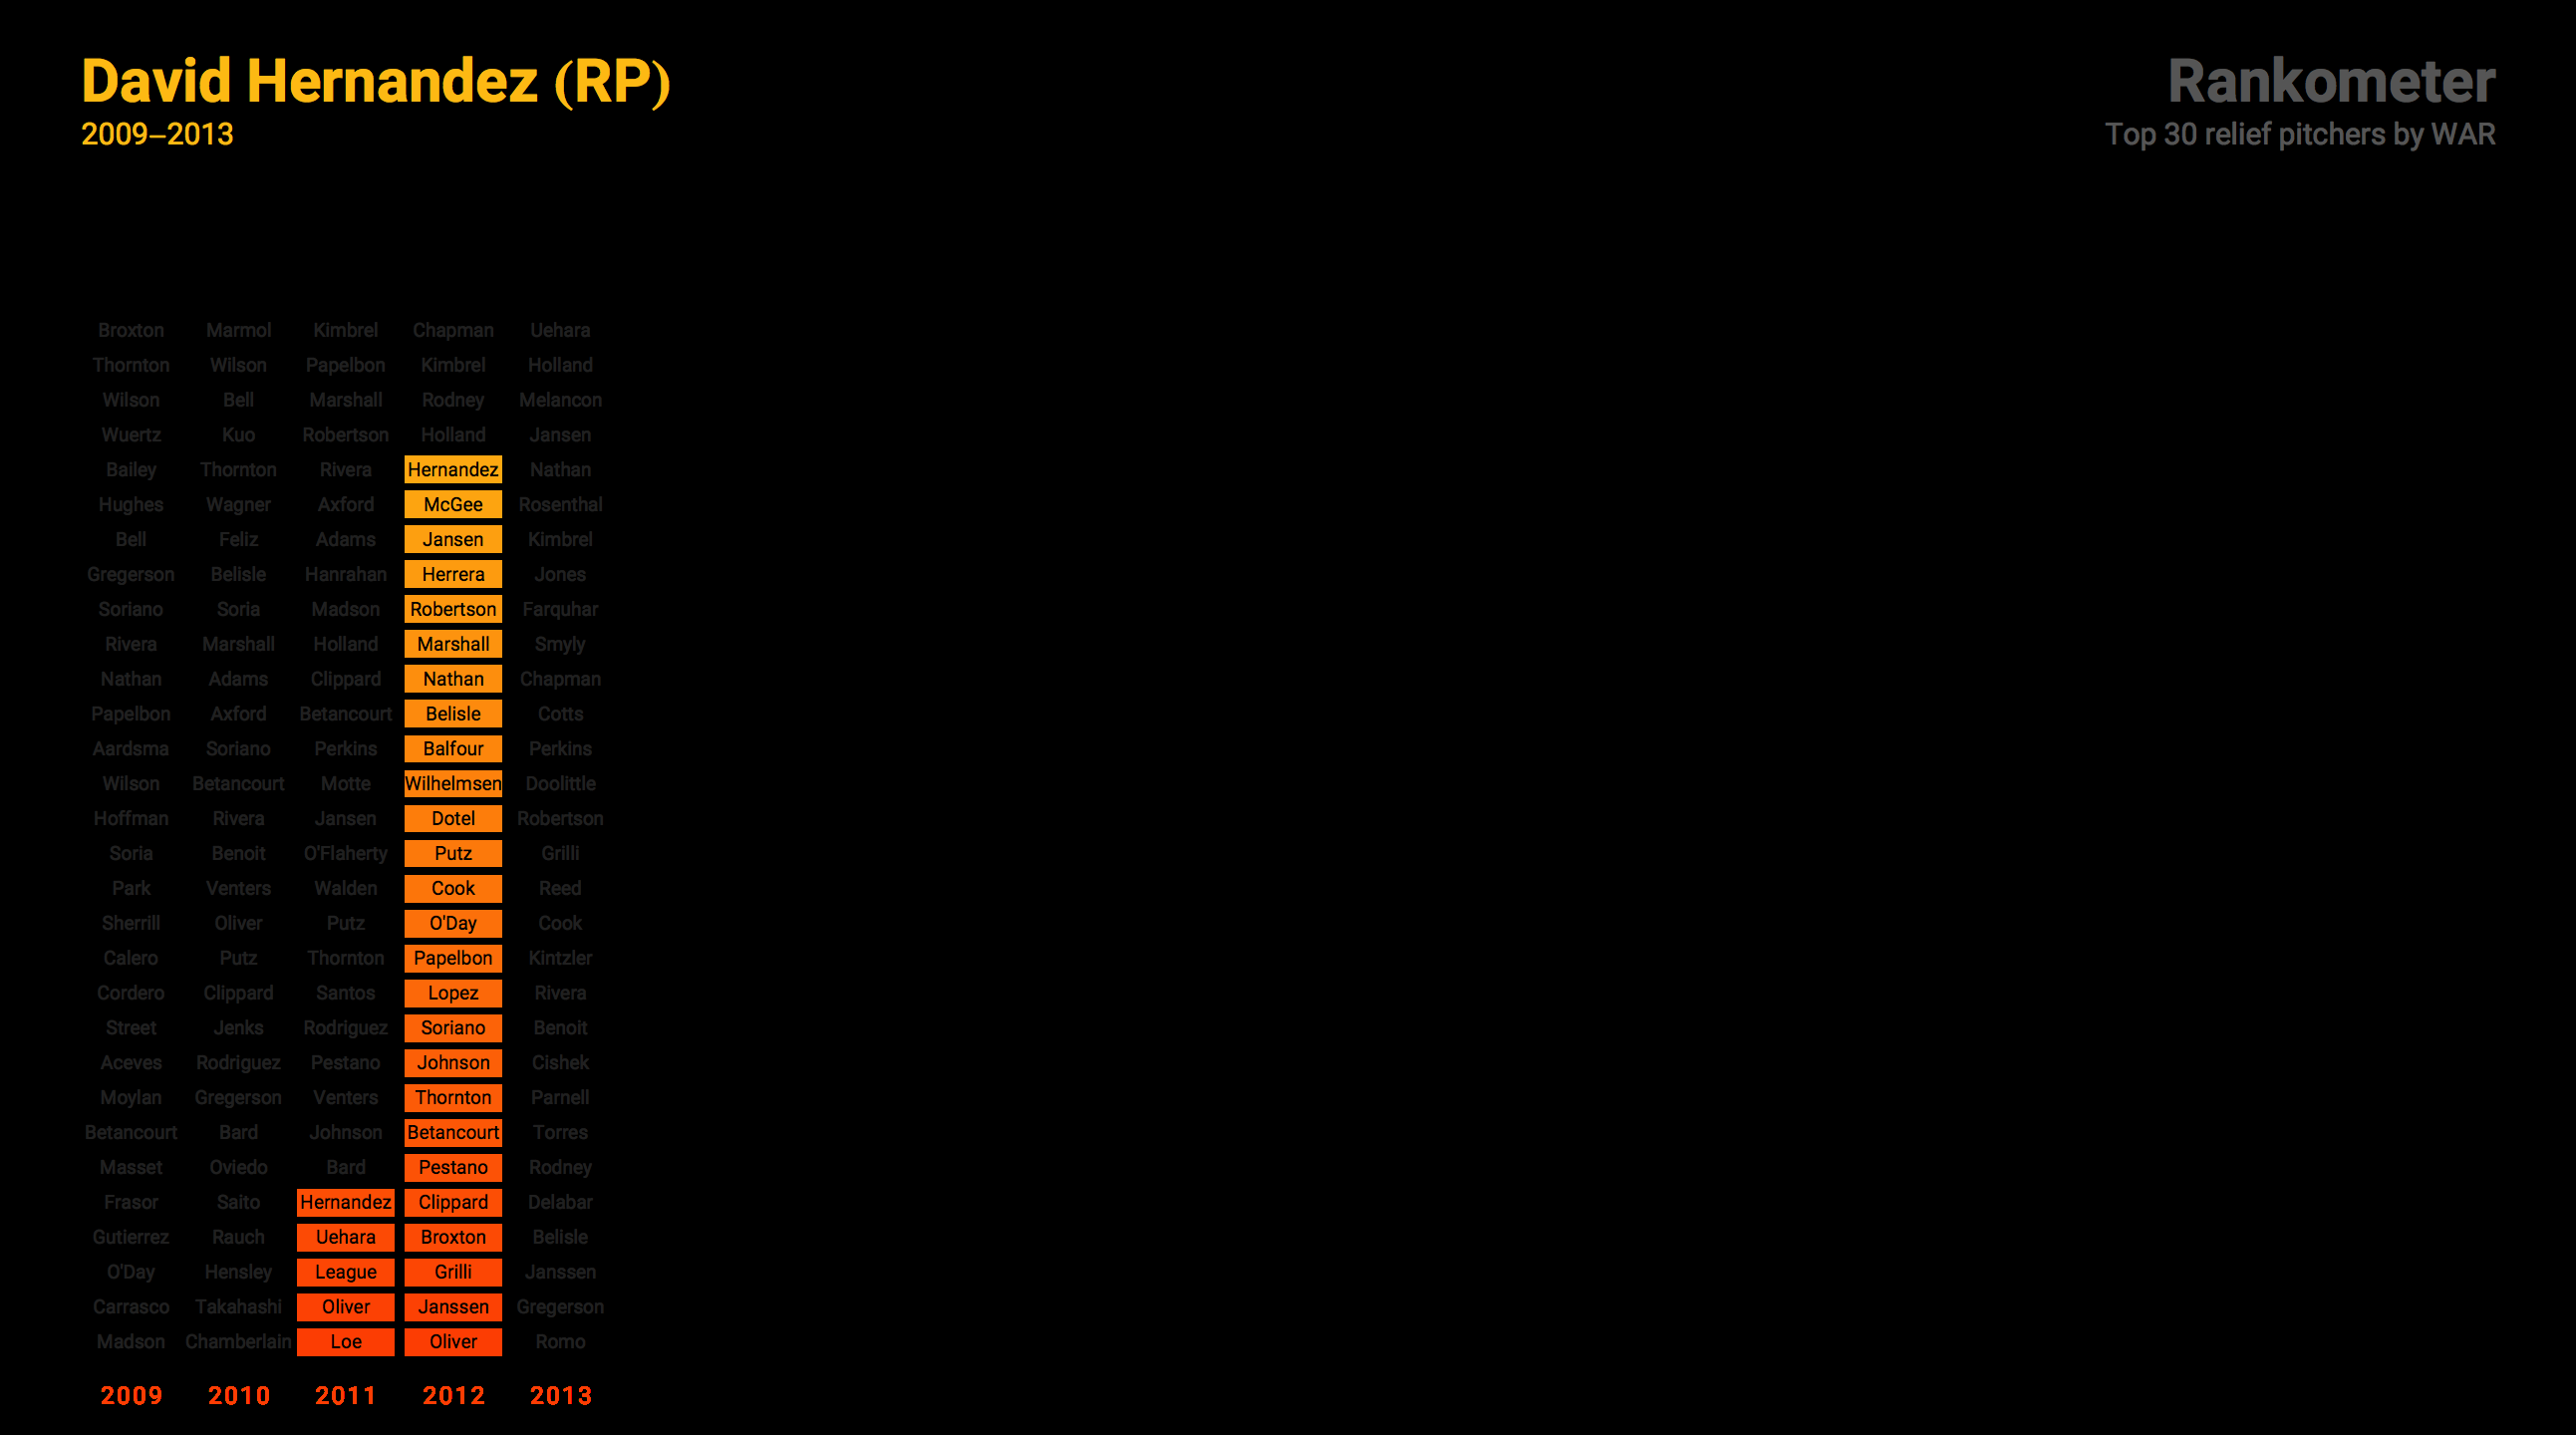 David Hernandez (RP)
2009–2013
Rankometer
Top 30 relief pitchers by WAR
Broxton Marmol Kimbrel Chapman Uehara
Thornton Wilson Papelbon Kimbrel Holland
Wilson Bell Marshall Rodney Melancon
Wuertz Kuo Robertson Holland Jansen
Bailey Thornton Rivera Hernandez Nathan
Hughes Wagner Axford McGee Rosenthal
Bell Feliz Adams Jansen Kimbrel
Gregerson Belisle Hanrahan Herrera Jones
Soriano Soria Madson Robertson Farquhar
Rivera Marshall Holland Marshall Smyly
Nathan Adams Clippard Nathan Chapman
Papelbon Axford Betancourt Belisle Cotts
Aardsma Soriano Perkins Balfour Perkins
Wilson Betancourt Motte Wilhelmsen Doolittle
Hoffman Rivera Jansen Dotel Robertson
Soria Benoit O'Flaherty Putz Grilli
Park Venters Walden Cook Reed
Sherrill Oliver Putz O'Day Cook
Calero Putz Thornton Papelbon Kintzler
Cordero Clippard Santos Lopez Rivera
Street Jenks Rodriguez Soriano Benoit
Aceves Rodriguez Pestano Johnson Cishek
Moylan Gregerson Venters Thornton Parnell
Betancourt Bard Johnson Betancourt Torres
Masset Oviedo Bard Pestano Rodney
Frasor Saito Hernandez Clippard Delabar
Gutierrez Rauch Uehara Broxton Belisle
O'Day Hensley League Grilli Janssen
Carrasco Takahashi Oliver Janssen Gregerson
Madson Chamberlain Loe Oliver Romo
2009 2010 2011 2012 2013